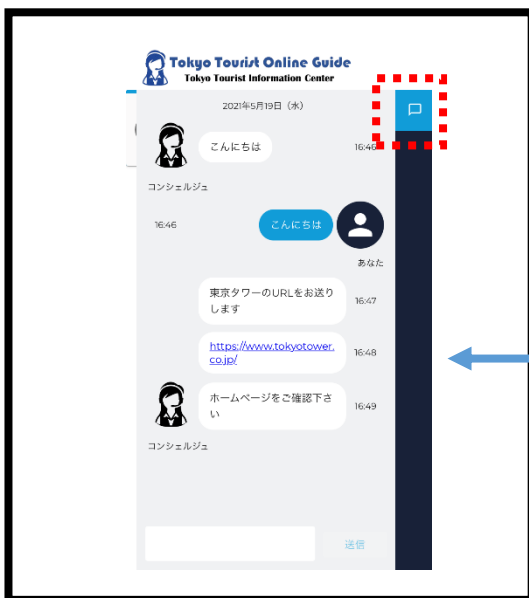 Tokyo Tourist Online Guide
Tokyo Tourist Information Center
2021年5月19日（水）
こんにちは
16:46
コンシェルジュ
16:46
こんにちは
あなた
東京タワーのURLをお送り
します
16:47
https://www.tokyotower.
co.jp/
16:48
ホームページをご確認下さ
い
16:49
コンシェルジュ
送信